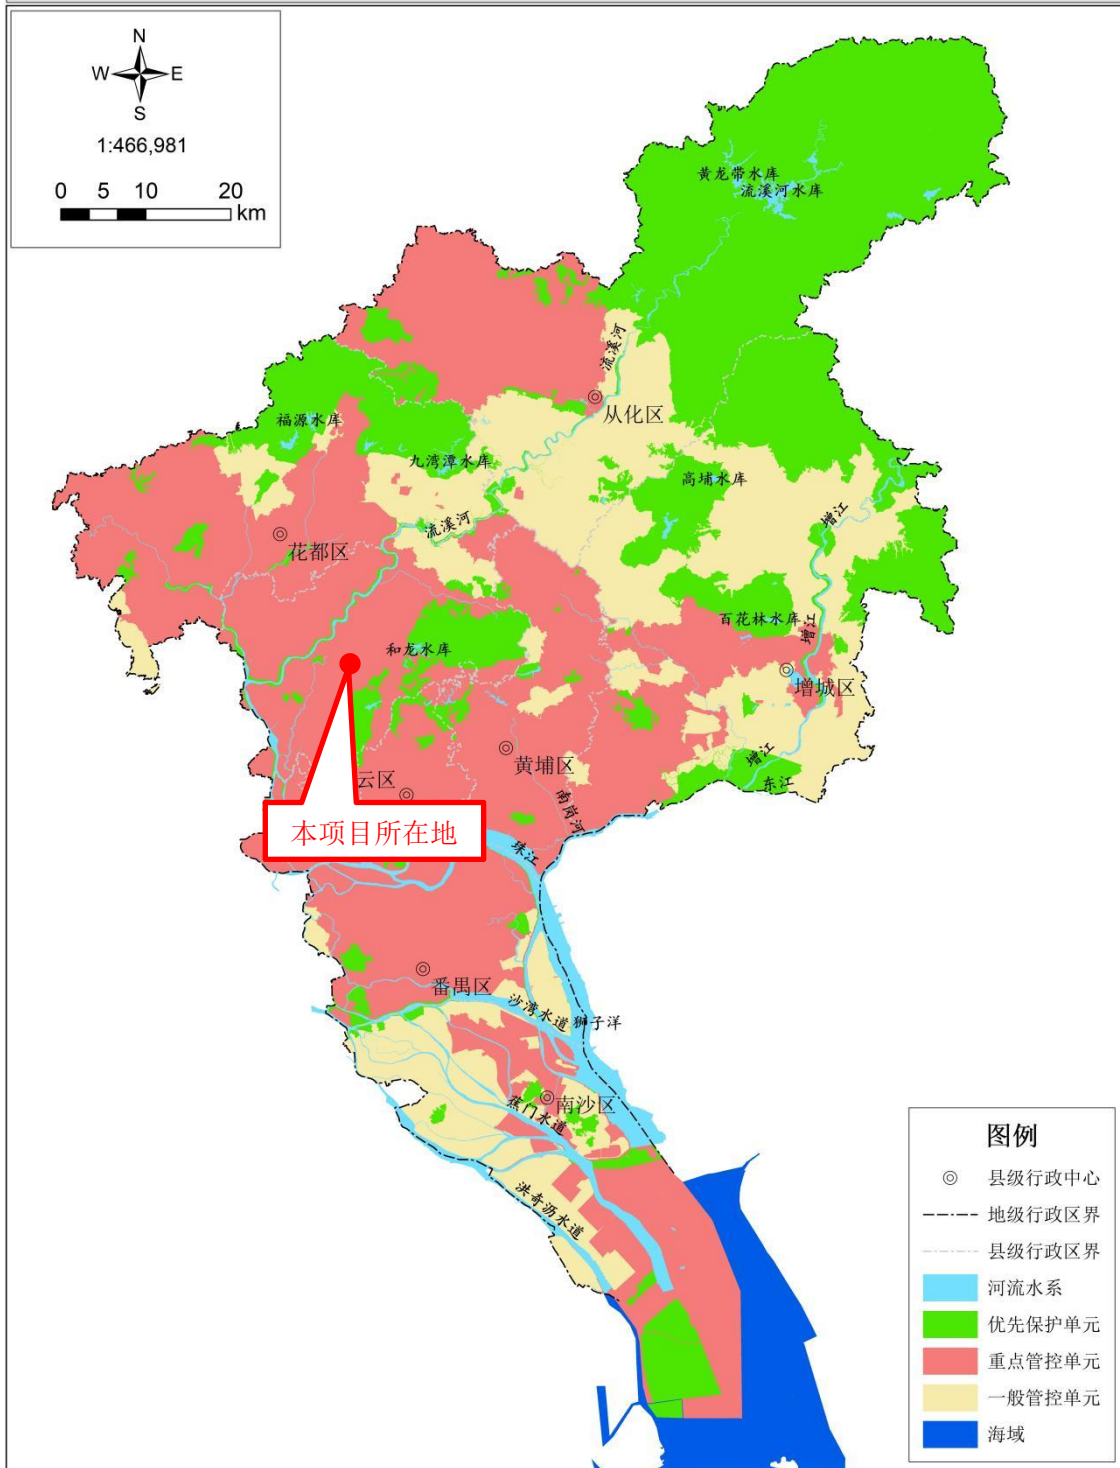 N
W
E
S
1:466,981
0 5 10 20
km
黄龙带水库
流溪河水库
流溪河
从化区
福源水库
九湾潭水库
高埔水库
流溪河
增江
花都区
百花林水库
增江
和龙水库
增城区
黄埔区
增江
云区
东江
南岗河
本项目所在地
珠江
番禺区
沙湾水道
狮子洋
南沙区
蕉门水道
洪奇沥水道
图例
县级行政中心
地级行政区界
县级行政区界
河流水系
优先保护单元
重点管控单元
一般管控单元
海域